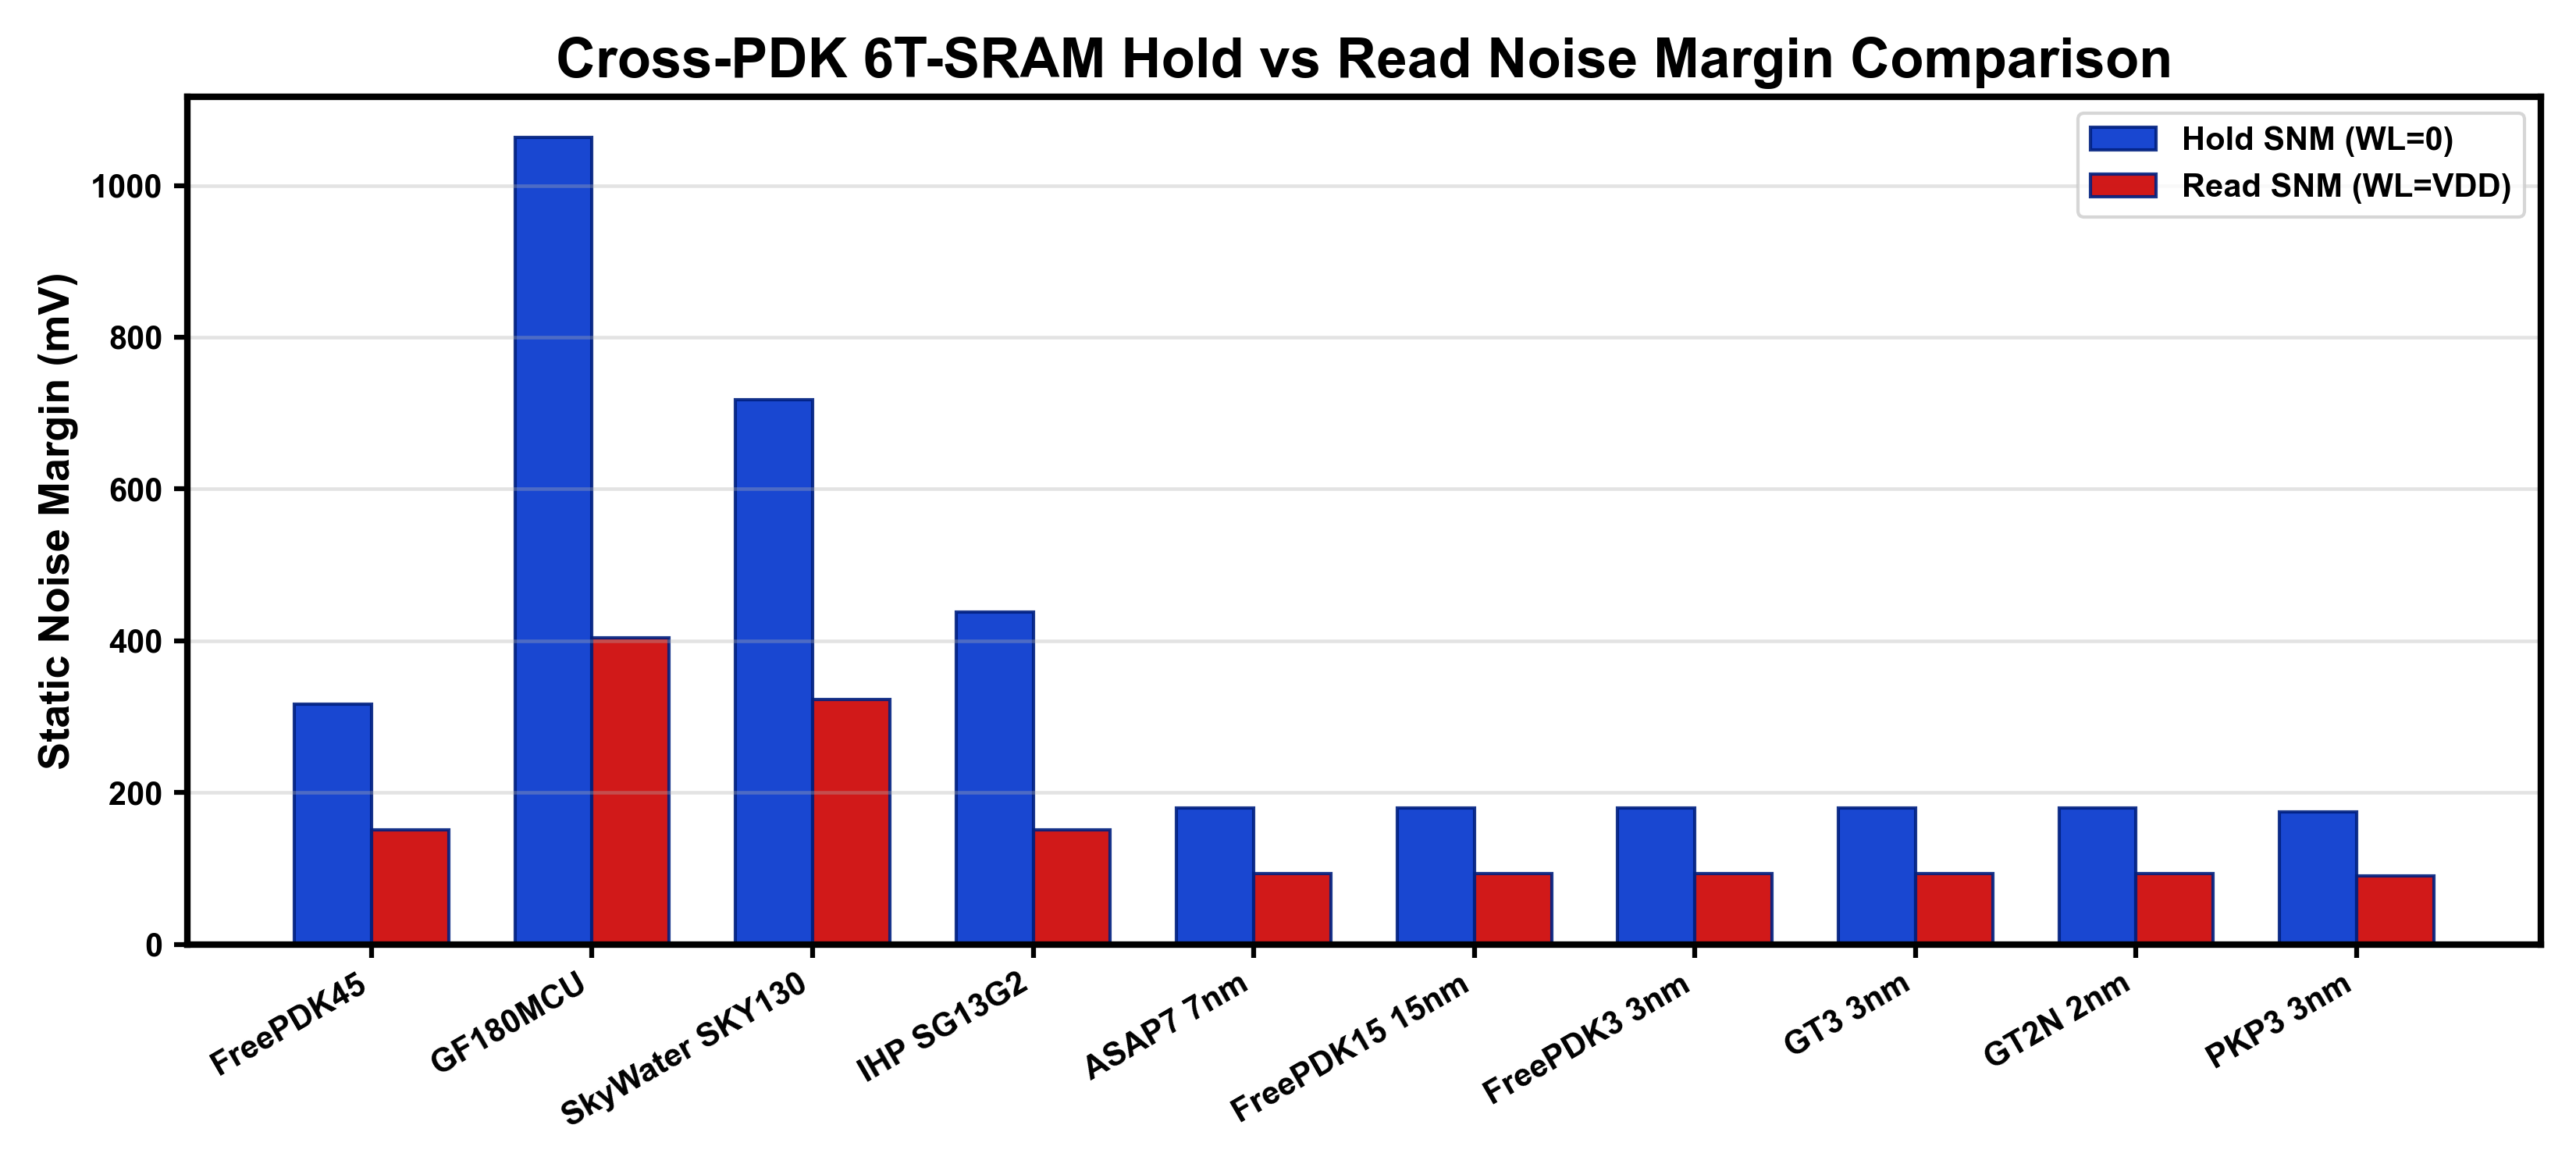 Cross-PDK 6T-SRAM Hold vs Read Noise Margin Comparison
Hold SNM (WL=0)
Read SNM (WL=VDD)
Static Noise Margin (mV)
1000
800
600
400
200
0
FreePDK45
GF180MCU
SkyWater SKY130
IHP SG13G2
ASAP7 7nm
FreePDK15 15nm
FreePDK3 3nm
GT3 3nm
GT2N 2nm
PKP3 3nm